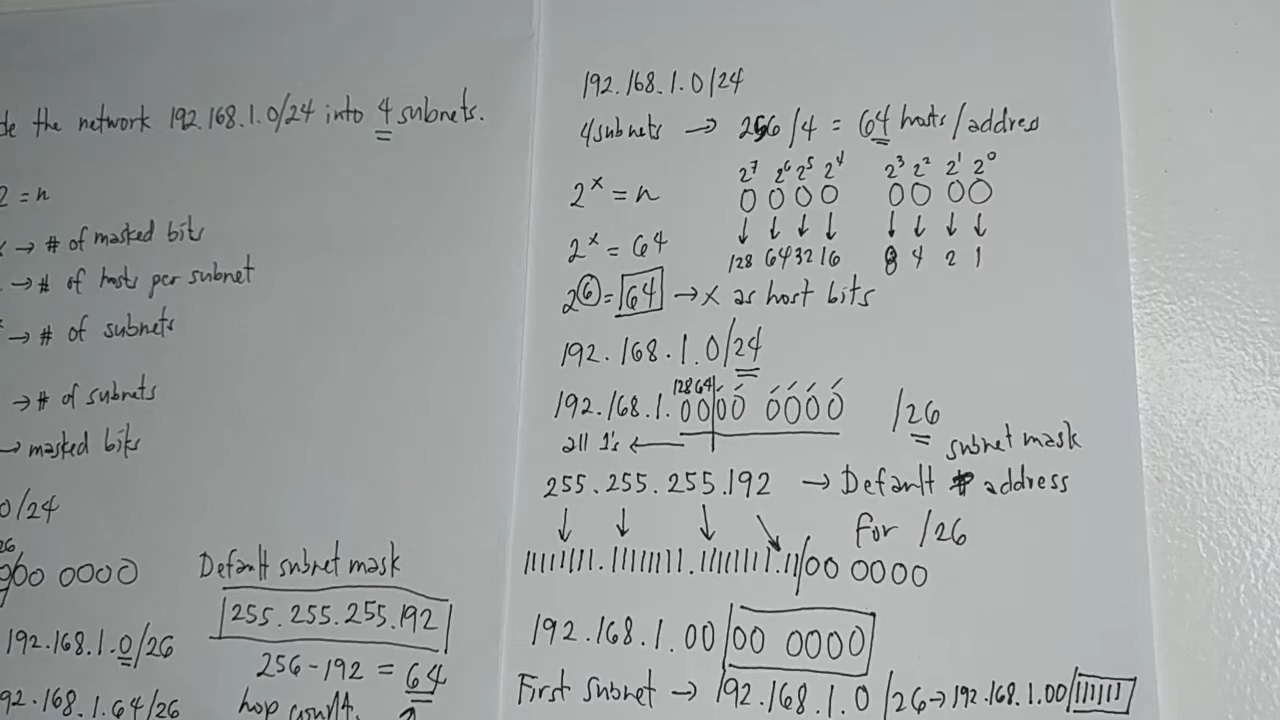 de the network 192.168.1.0/24 into 4 subnets.
2 = n
→ # of masked bits
→ # of hosts per subnet
→ # of subnets
→ # of subnets
→ masked bits
0/24
26
00 0000
Default subnet mask
255.255.255.192
192.168.1.0/26
256-192 = 64
92.168.1.64/26
hop count.
192.168.1.0/24
4 subnets → 256/4 = 64 hosts/address
2^7 2^6 2^5 2^4 2^3 2^2 2^1 2^0
2^x = n 0 0 0 0 0 0 0 0
↓ ↓ ↓ ↓ ↓ ↓ ↓ ↓
2^x = 64 128 64 32 16 8 4 2 1
2^6 = 64 → x as host bits
192.168.1.0/24
128 64
192.168.1.00|00 0000 /26
all 1's ← subnet mask
255.255.255.192 → Default address
for /26
11111111.11111111.11111111.11/00 0000
192.168.1.00|00 0000
First subnet → 192.168.1.0/26 → 192.168.1.00/111111